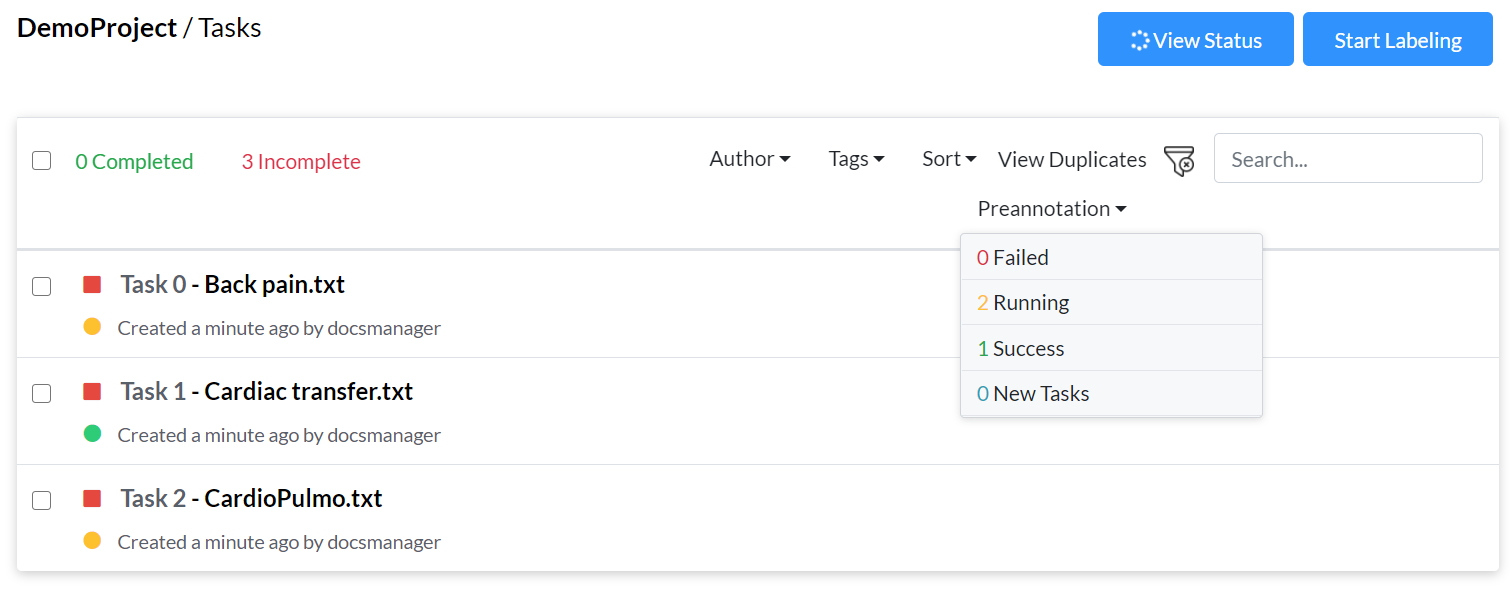 DemoProject / Tasks
View Status
Start Labeling
0 Completed
3 Incomplete
Author
Tags
Sort
View Duplicates
Search...
Preannotation
0 Failed
2 Running
1 Success
0 New Tasks
Task 0 - Back pain.txt
Created a minute ago by docsmanager
Task 1 - Cardiac transfer.txt
Created a minute ago by docsmanager
Task 2 - CardioPulmo.txt
Created a minute ago by docsmanager